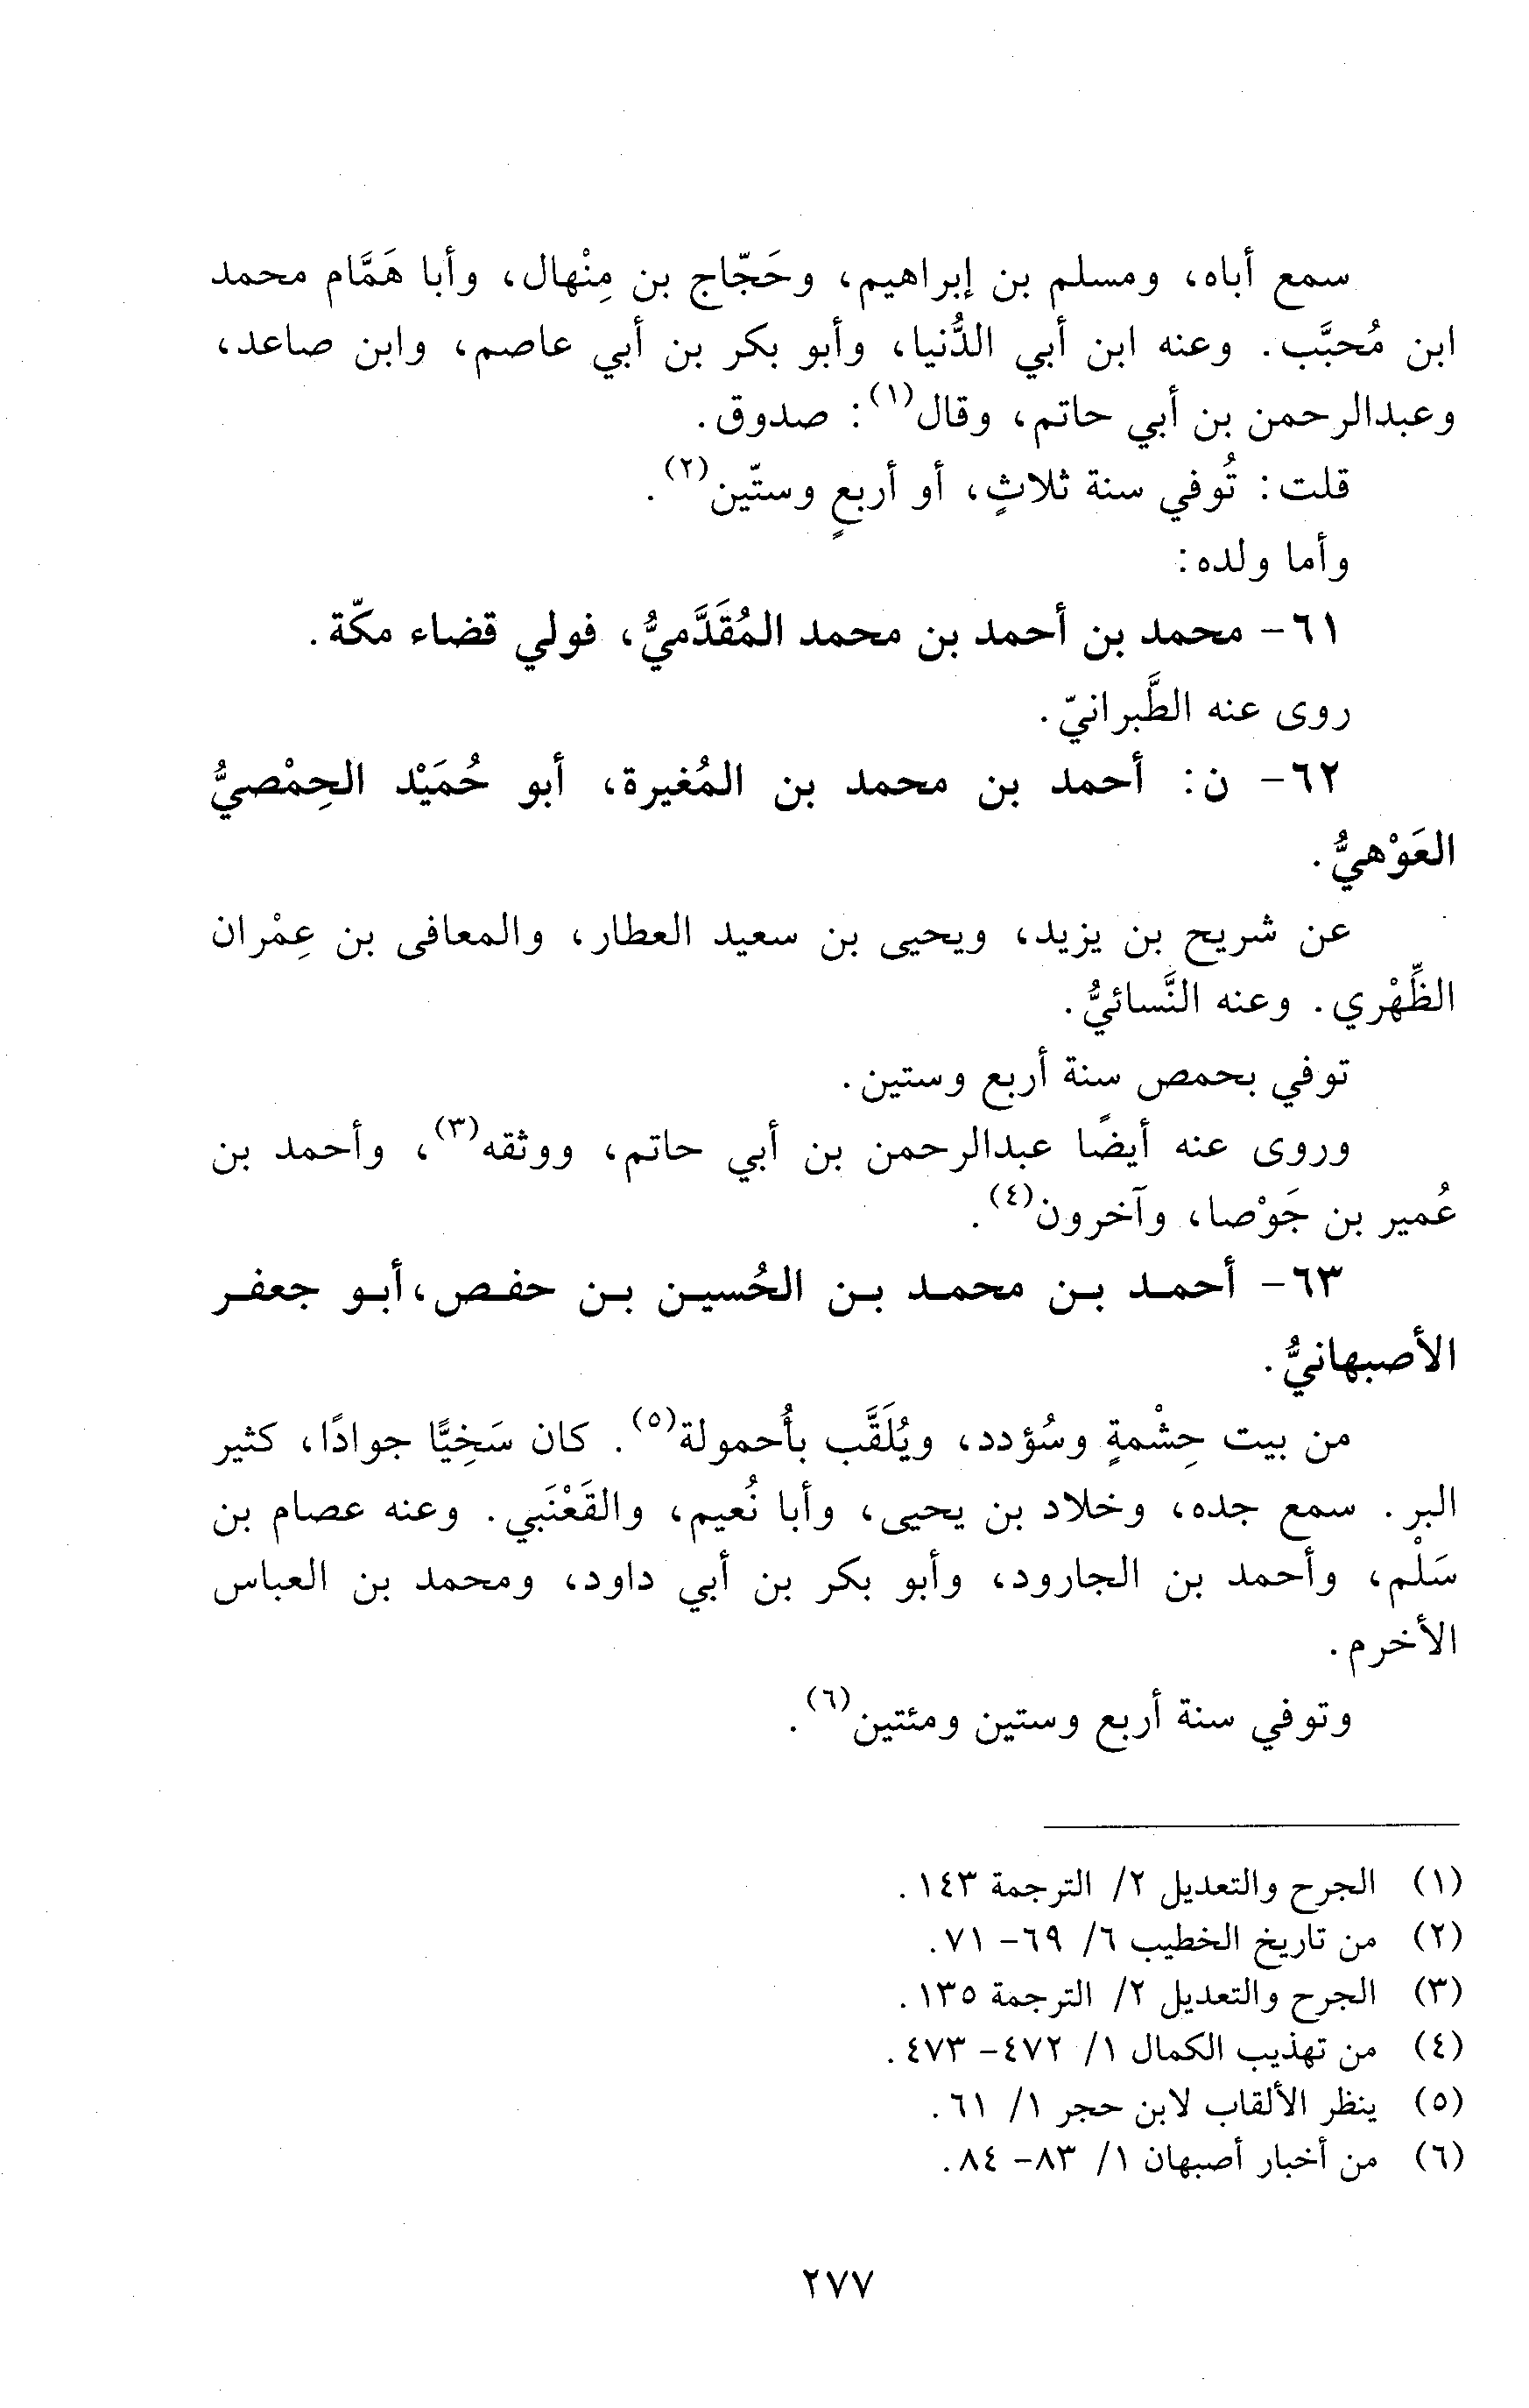 سمع أباه، ومسلم بن إبراهيم، وحَجّاج بن مِنْهال، وأبا هَمَّام محمد
ابن مُحبَّب. وعنه ابن أبي الدُّنيا، وأبو بكر بن أبي عاصم، وابن صاعد،
وعبدالرحمن بن أبي حاتم، وقال(١): صدوق.
قلت: تُوفي سنة ثلاثٍ، أو أربعٍ وستّين(٢).
وأما ولده:
٦١- محمد بن أحمد بن محمد المُقَدَّميُّ، فولي قضاء مكّة.
روى عنه الطَّبرانيّ.
٦٢- ن: أحمد بن محمد بن المُغيرة، أبو حُمَيْد الحِمْصيُّ
العَوْهيُّ.
عن شريح بن يزيد، ويحيى بن سعيد العطار، والمعافى بن عِمْران
الظِّهْري. وعنه النَّسائيُّ.
توفي بحمص سنة أربع وستين.
وروى عنه أيضًا عبدالرحمن بن أبي حاتم، ووثقه(٣)، وأحمد بن
عُمير بن جَوْصا، وآخرون(٤).
٦٣- أحمد بن محمد بن الحُسين بن حفص، أبو جعفر
الأصبهانيُّ.
من بيت حِشْمةٍ وسُؤدد، ويُلَقَّب بأُحمولة(٥). كان سَخِيًّا جوادًا، كثير
البر. سمع جده، وخلاد بن يحيى، وأبا نُعيم، والقَعْنَبي. وعنه عصام بن
سَلْم، وأحمد بن الجارود، وأبو بكر بن أبي داود، ومحمد بن العباس
الأخرم.
وتوفي سنة أربع وستين ومئتين(٦).
(١) الجرح والتعديل ٢/ الترجمة ١٤٣.
(٢) من تاريخ الخطيب ٦/ ٦٩- ٧١.
(٣) الجرح والتعديل ٢/ الترجمة ١٣٥.
(٤) من تهذيب الكمال ١/ ٤٧٢- ٤٧٣.
(٥) ينظر الألقاب لابن حجر ١/ ٦١.
(٦) من أخبار أصبهان ١/ ٨٣- ٨٤.
٢٧٧